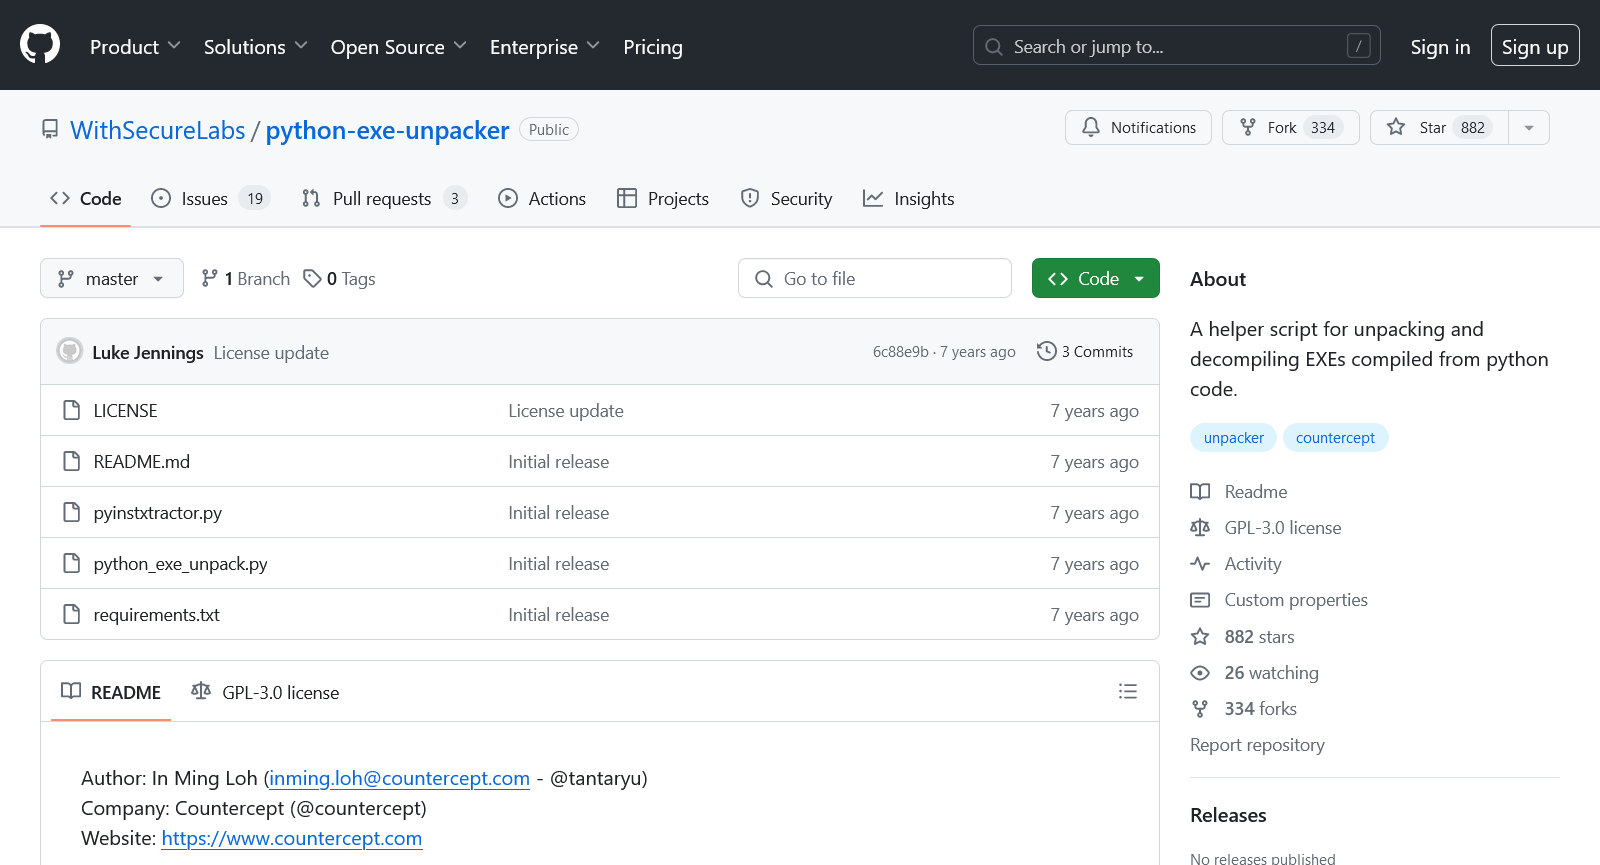 Product Solutions Open Source Enterprise Pricing Search or jump to... / Sign in Sign up
WithSecureLabs / python-exe-unpacker Public Notifications Fork 334 Star 882
Code Issues 19 Pull requests 3 Actions Projects Security Insights
master 1 Branch 0 Tags Go to file Code
Luke Jennings License update 6c88e9b · 7 years ago 3 Commits
LICENSE License update 7 years ago
README.md Initial release 7 years ago
pyinstxtractor.py Initial release 7 years ago
python_exe_unpack.py Initial release 7 years ago
requirements.txt Initial release 7 years ago
README GPL-3.0 license
Author: In Ming Loh (inming.loh@countercept.com - @tantaryu)
Company: Countercept (@countercept)
Website: https://www.countercept.com
About
A helper script for unpacking and
decompiling EXEs compiled from python
code.
unpacker countercept
Readme
GPL-3.0 license
Activity
Custom properties
882 stars
26 watching
334 forks
Report repository
Releases
No releases published